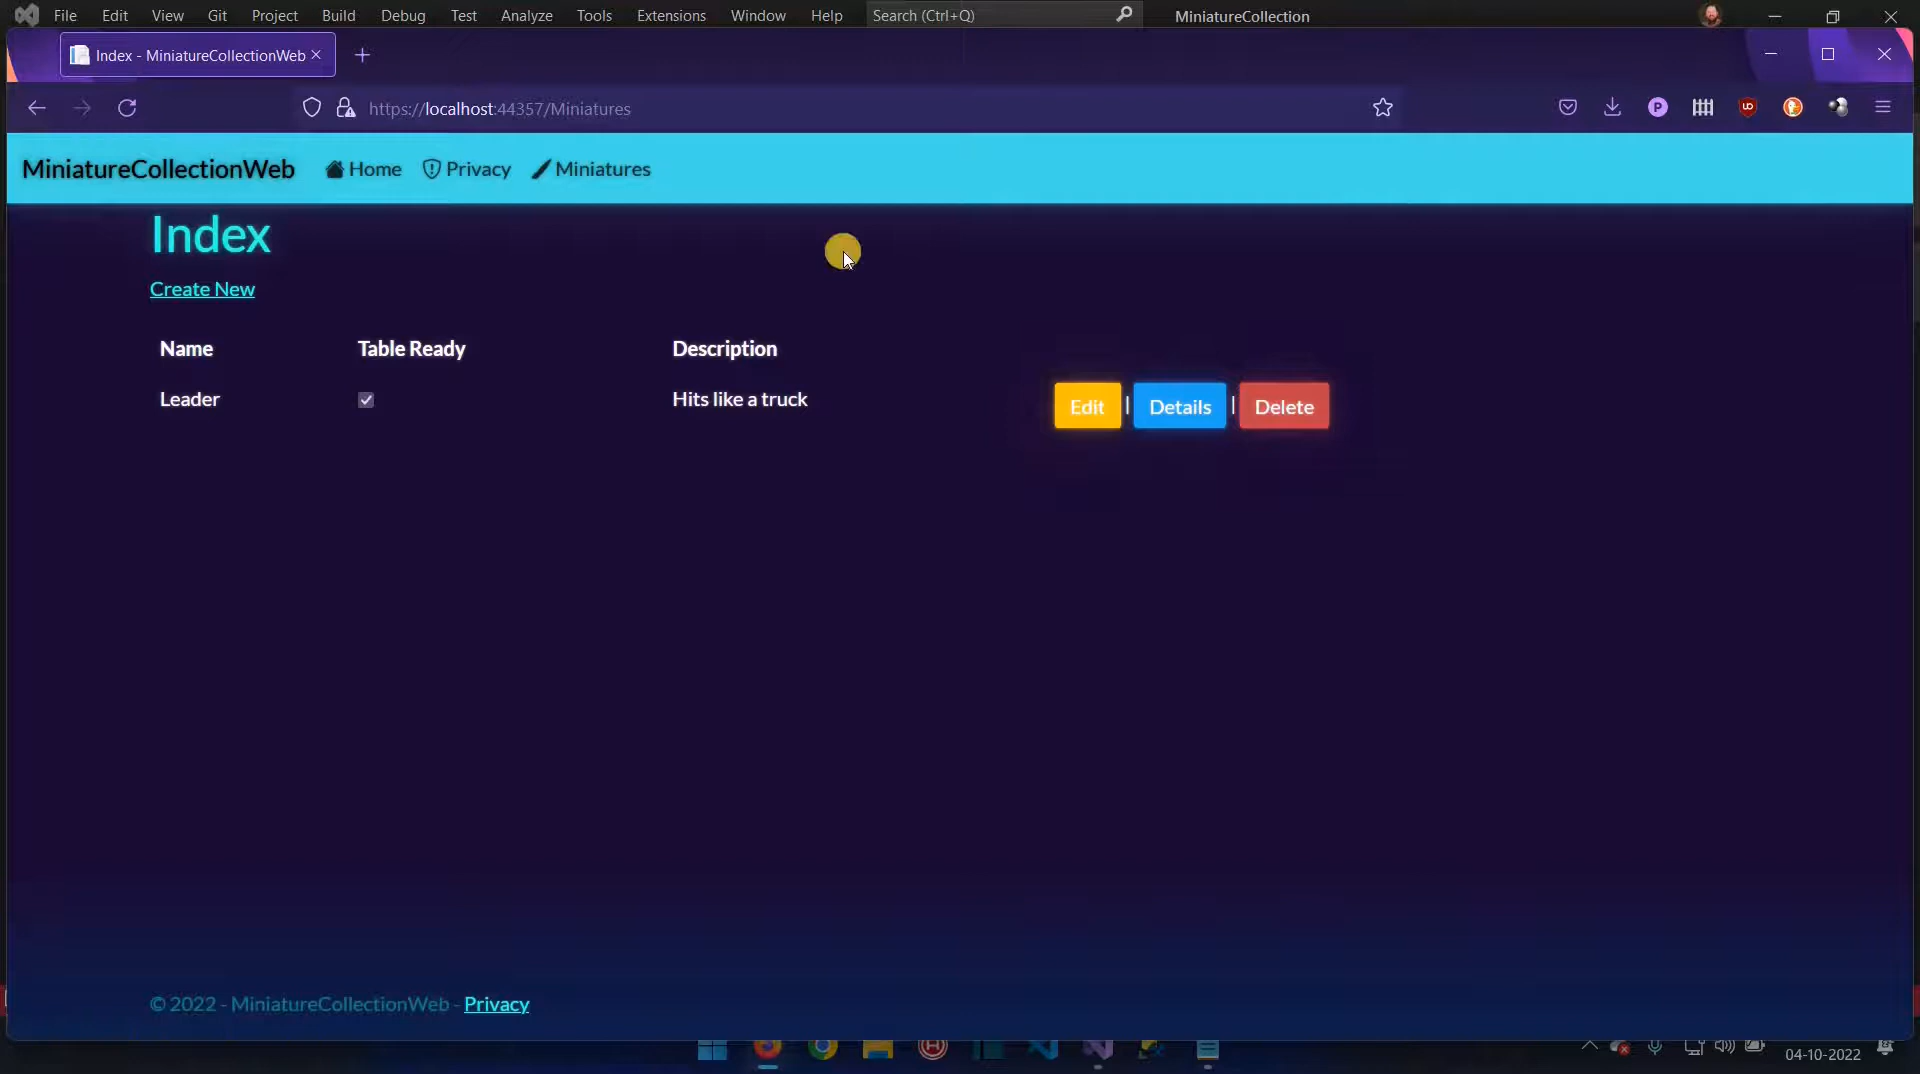 File Edit View Git Project Build Debug Test Analyze Tools Extensions Window Help Search (Ctrl+Q) MiniatureCollection
Index - MiniatureCollectionWeb
https://localhost:44357/Miniatures
MiniatureCollectionWeb Home Privacy Miniatures
Index
Create New
Name Table Ready Description
Leader Hits like a truck Edit | Details | Delete
© 2022 - MiniatureCollectionWeb - Privacy
04-10-2022